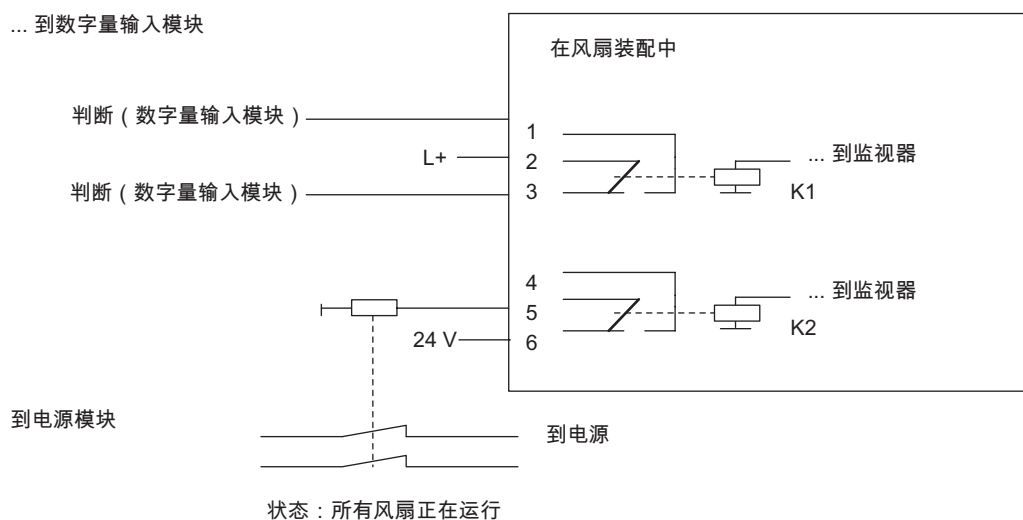 ... 到数字量输入模块
在风扇装配中
判断（数字量输入模块）
1
L+
2
... 到监视器
判断（数字量输入模块）
3
K1
4
... 到监视器
5
K2
24 V
6
到电源模块
到电源
状态：所有风扇正在运行